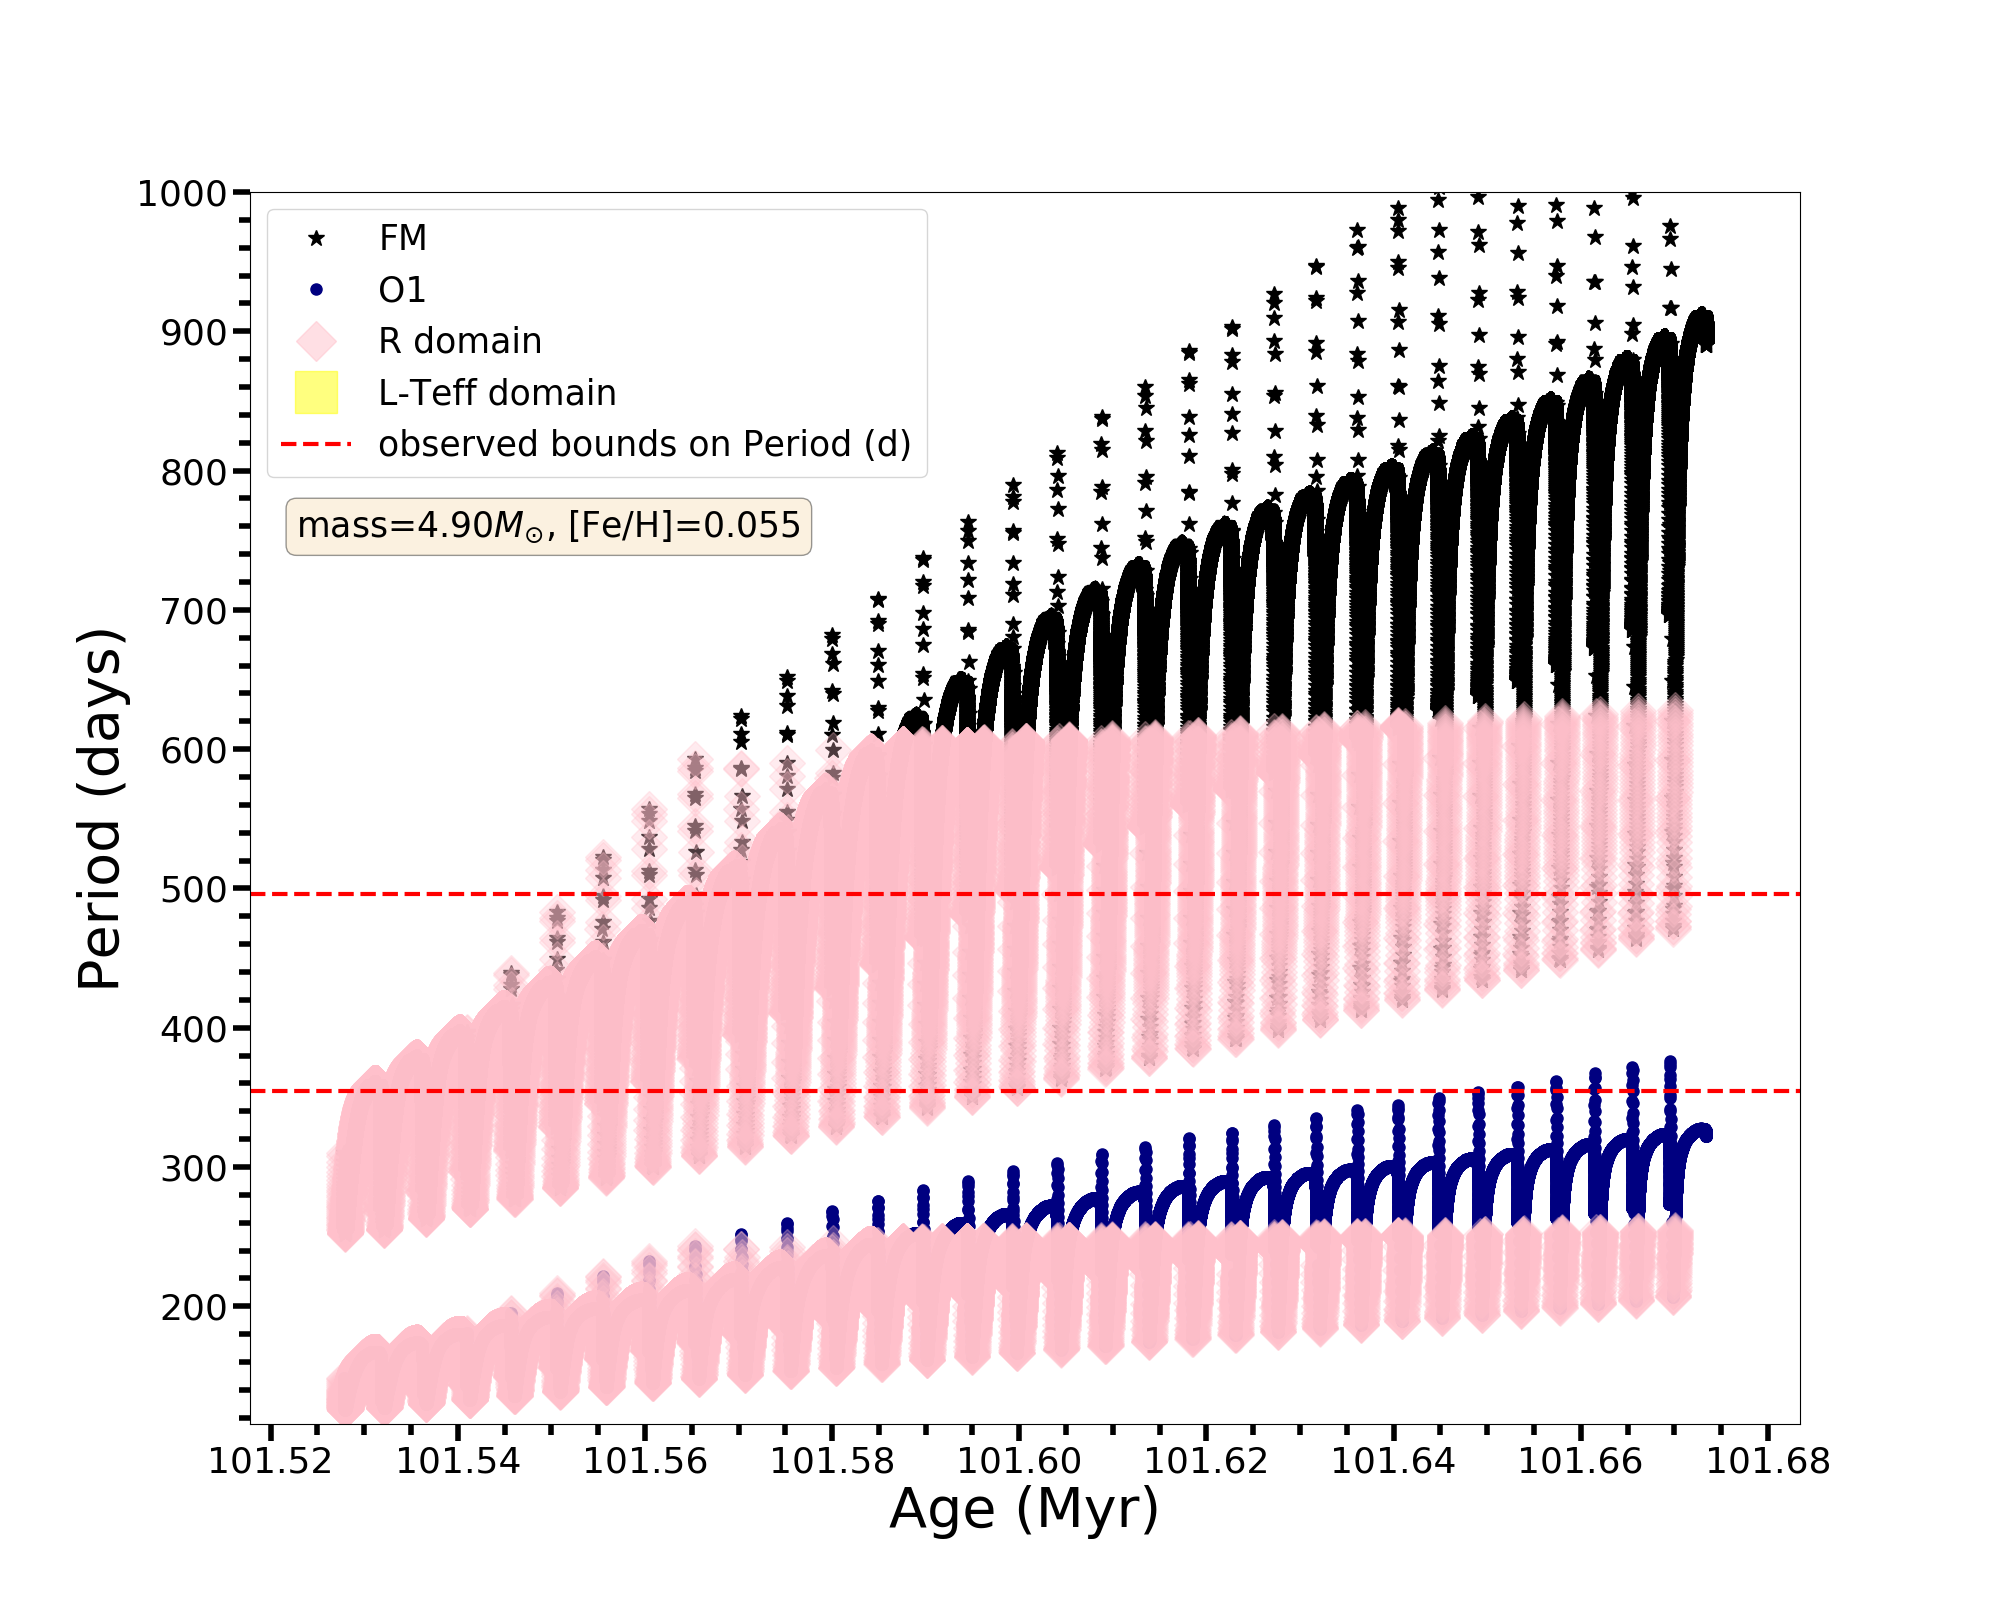 1000
900
800
700
600
500
400
300
200
Period (days)
FM
O1
R domain
L-Teff domain
observed bounds on Period (d)
mass=4.90M⊙, [Fe/H]=0.055
101.52 101.54 101.56 101.58 101.60 101.62 101.64 101.66 101.68
Age (Myr)